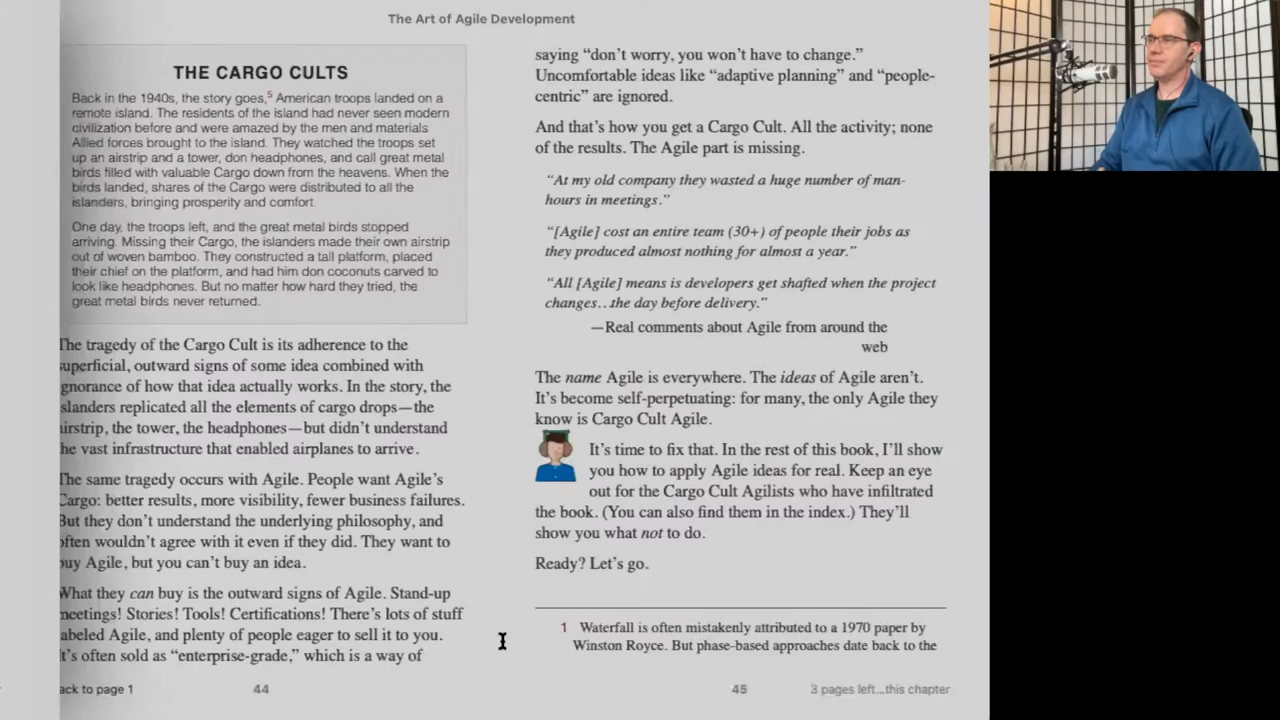 The Art of Agile Development
THE CARGO CULTS
Back in the 1940s, the story goes,5 American troops landed on a
remote island. The residents of the island had never seen modern
civilization before and were amazed by the men and materials
Allied forces brought to the island. They watched the troops set
up an airstrip and a tower, don headphones, and call great metal
birds filled with valuable Cargo down from the heavens. When the
birds landed, shares of the Cargo were distributed to all the
islanders, bringing prosperity and comfort.
One day, the troops left, and the great metal birds stopped
arriving. Missing their Cargo, the islanders made their own airstrip
out of woven bamboo. They constructed a tall platform, placed
their chief on the platform, and had him don coconuts carved to
look like headphones. But no matter how hard they tried, the
great metal birds never returned.
The tragedy of the Cargo Cult is its adherence to the
superficial, outward signs of some idea combined with
ignorance of how that idea actually works. In the story, the
islanders replicated all the elements of cargo drops—the
airstrip, the tower, the headphones—but didn't understand
the vast infrastructure that enabled airplanes to arrive.
The same tragedy occurs with Agile. People want Agile's
Cargo: better results, more visibility, fewer business failures.
But they don't understand the underlying philosophy, and
often wouldn't agree with it even if they did. They want to
buy Agile, but you can't buy an idea.
What they can buy is the outward signs of Agile. Stand-up
meetings! Stories! Tools! Certifications! There's lots of stuff
labeled Agile, and plenty of people eager to sell it to you.
It's often sold as “enterprise-grade,” which is a way of
ack to page 1
44
saying “don't worry, you won't have to change.”
Uncomfortable ideas like “adaptive planning” and “people-
centric” are ignored.
And that's how you get a Cargo Cult. All the activity; none
of the results. The Agile part is missing.
“At my old company they wasted a huge number of man-
hours in meetings.”
“[Agile] cost an entire team (30+) of people their jobs as
they produced almost nothing for almost a year.”
“All [Agile] means is developers get shafted when the project
changes…the day before delivery.”
—Real comments about Agile from around the
web
The name Agile is everywhere. The ideas of Agile aren't.
It's become self-perpetuating: for many, the only Agile they
know is Cargo Cult Agile.
It's time to fix that. In the rest of this book, I'll show
you how to apply Agile ideas for real. Keep an eye
out for the Cargo Cult Agilists who have infiltrated
the book. (You can also find them in the index.) They'll
show you what not to do.
Ready? Let's go.
1 Waterfall is often mistakenly attributed to a 1970 paper by
Winston Royce. But phase-based approaches date back to the
45
3 pages left…this chapter